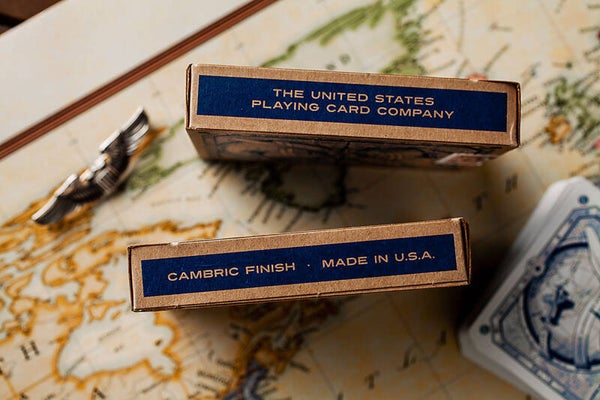 THE UNITED STATES
PLAYING CARD COMPANY
CAMBRIC FINISH · MADE IN U.S.A.